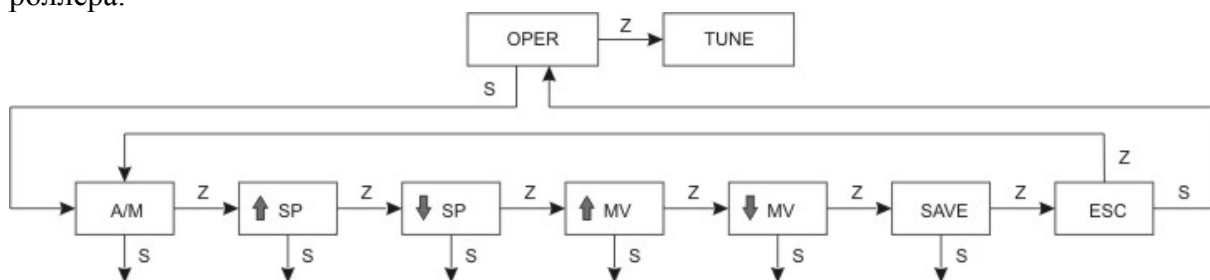 роллера.
OPER Z TUNE
S
Z
A/M Z SP Z SP Z MV Z MV Z SAVE Z ESC S
S S S S S S